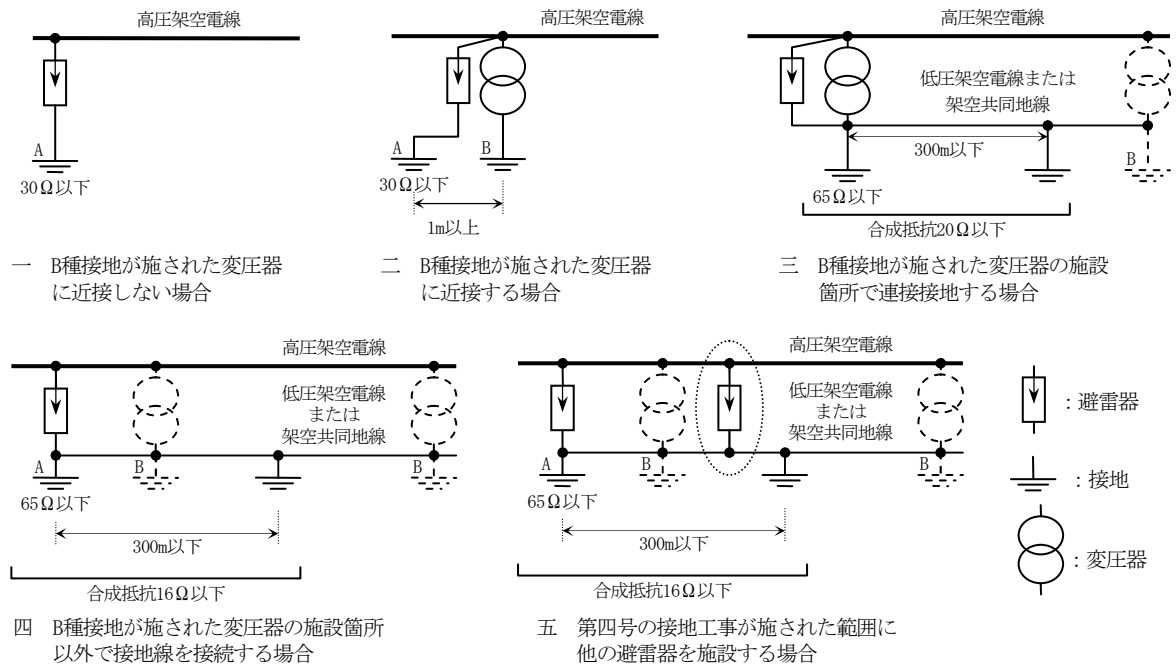 高圧架空電線
A
30Ω以下
一 B種接地が施された変圧器
に近接しない場合
高圧架空電線
A
B
30Ω以下
1m以上
二 B種接地が施された変圧器
に近接する場合
高圧架空電線
低圧架空電線または
架空共同地線
300m以下
B
65Ω以下
合成抵抗20Ω以下
三 B種接地が施された変圧器の施設
箇所で連接接地する場合
高圧架空電線
低圧架空電線
または
架空共同地線
A
B
B
65Ω以下
300m以下
合成抵抗16Ω以下
四 B種接地が施された変圧器の施設箇所
以外で接地線を接続する場合
高圧架空電線
低圧架空電線
または
架空共同地線
A
B
B
65Ω以下
300m以下
合成抵抗16Ω以下
五 第四号の接地工事が施された範囲に
他の避雷器を施設する場合
：避雷器
：接地
：変圧器